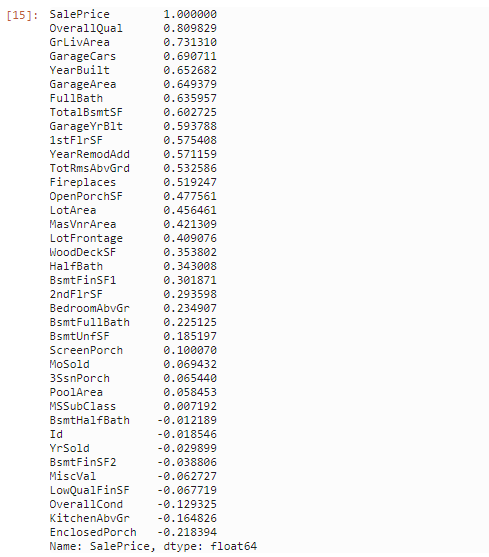 [15]: SalePrice 1.000000
OverallQual 0.809829
GrLivArea 0.731310
GarageCars 0.690711
YearBuilt 0.652682
GarageArea 0.649379
FullBath 0.635957
TotalBsmtSF 0.602725
GarageYrBlt 0.593788
1stFlrSF 0.575408
YearRemodAdd 0.571159
TotRmsAbvGrd 0.532586
Fireplaces 0.519247
OpenPorchSF 0.477561
LotArea 0.456461
MasVnrArea 0.421309
LotFrontage 0.409076
WoodDeckSF 0.353802
HalfBath 0.343008
BsmtFinSF1 0.301871
2ndFlrSF 0.293598
BedroomAbvGr 0.234907
BsmtFullBath 0.225125
BsmtUnfSF 0.185197
ScreenPorch 0.100070
MoSold 0.069432
3SsnPorch 0.065440
PoolArea 0.058453
MSSubClass 0.007192
BsmtHalfBath -0.012189
Id -0.018546
YrSold -0.029899
BsmtFinSF2 -0.038806
MiscVal -0.062727
LowQualFinSF -0.067719
OverallCond -0.129325
KitchenAbvGr -0.164826
EnclosedPorch -0.218394
Name: SalePrice, dtype: float64